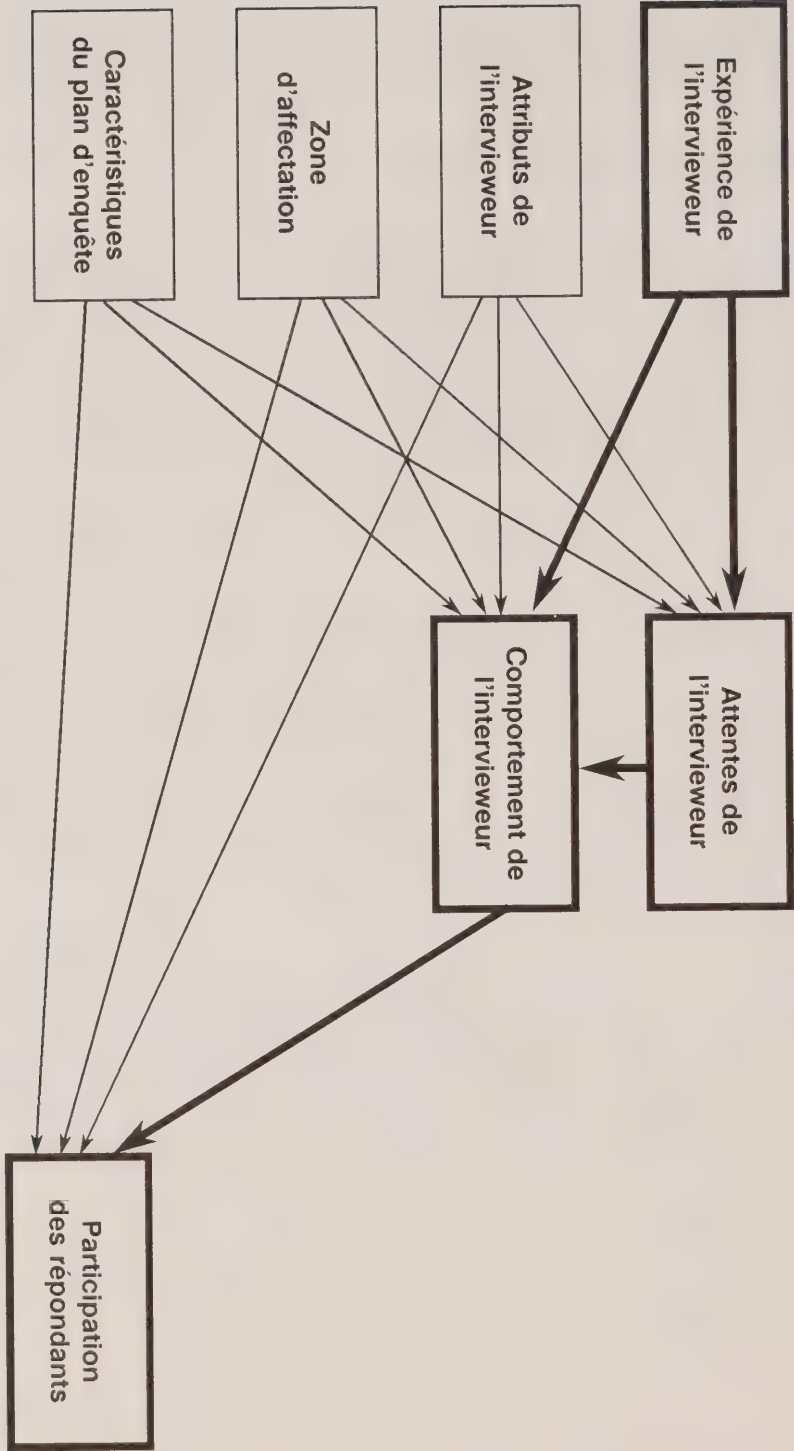 Expérience de
l'intervieweur
Attributs de
l'intervieweur
Zone
d'affectation
Caractéristiques
du plan d'enquête
Attentes de
l'intervieweur
Comportement de
l'intervieweur
Participation
des répondants